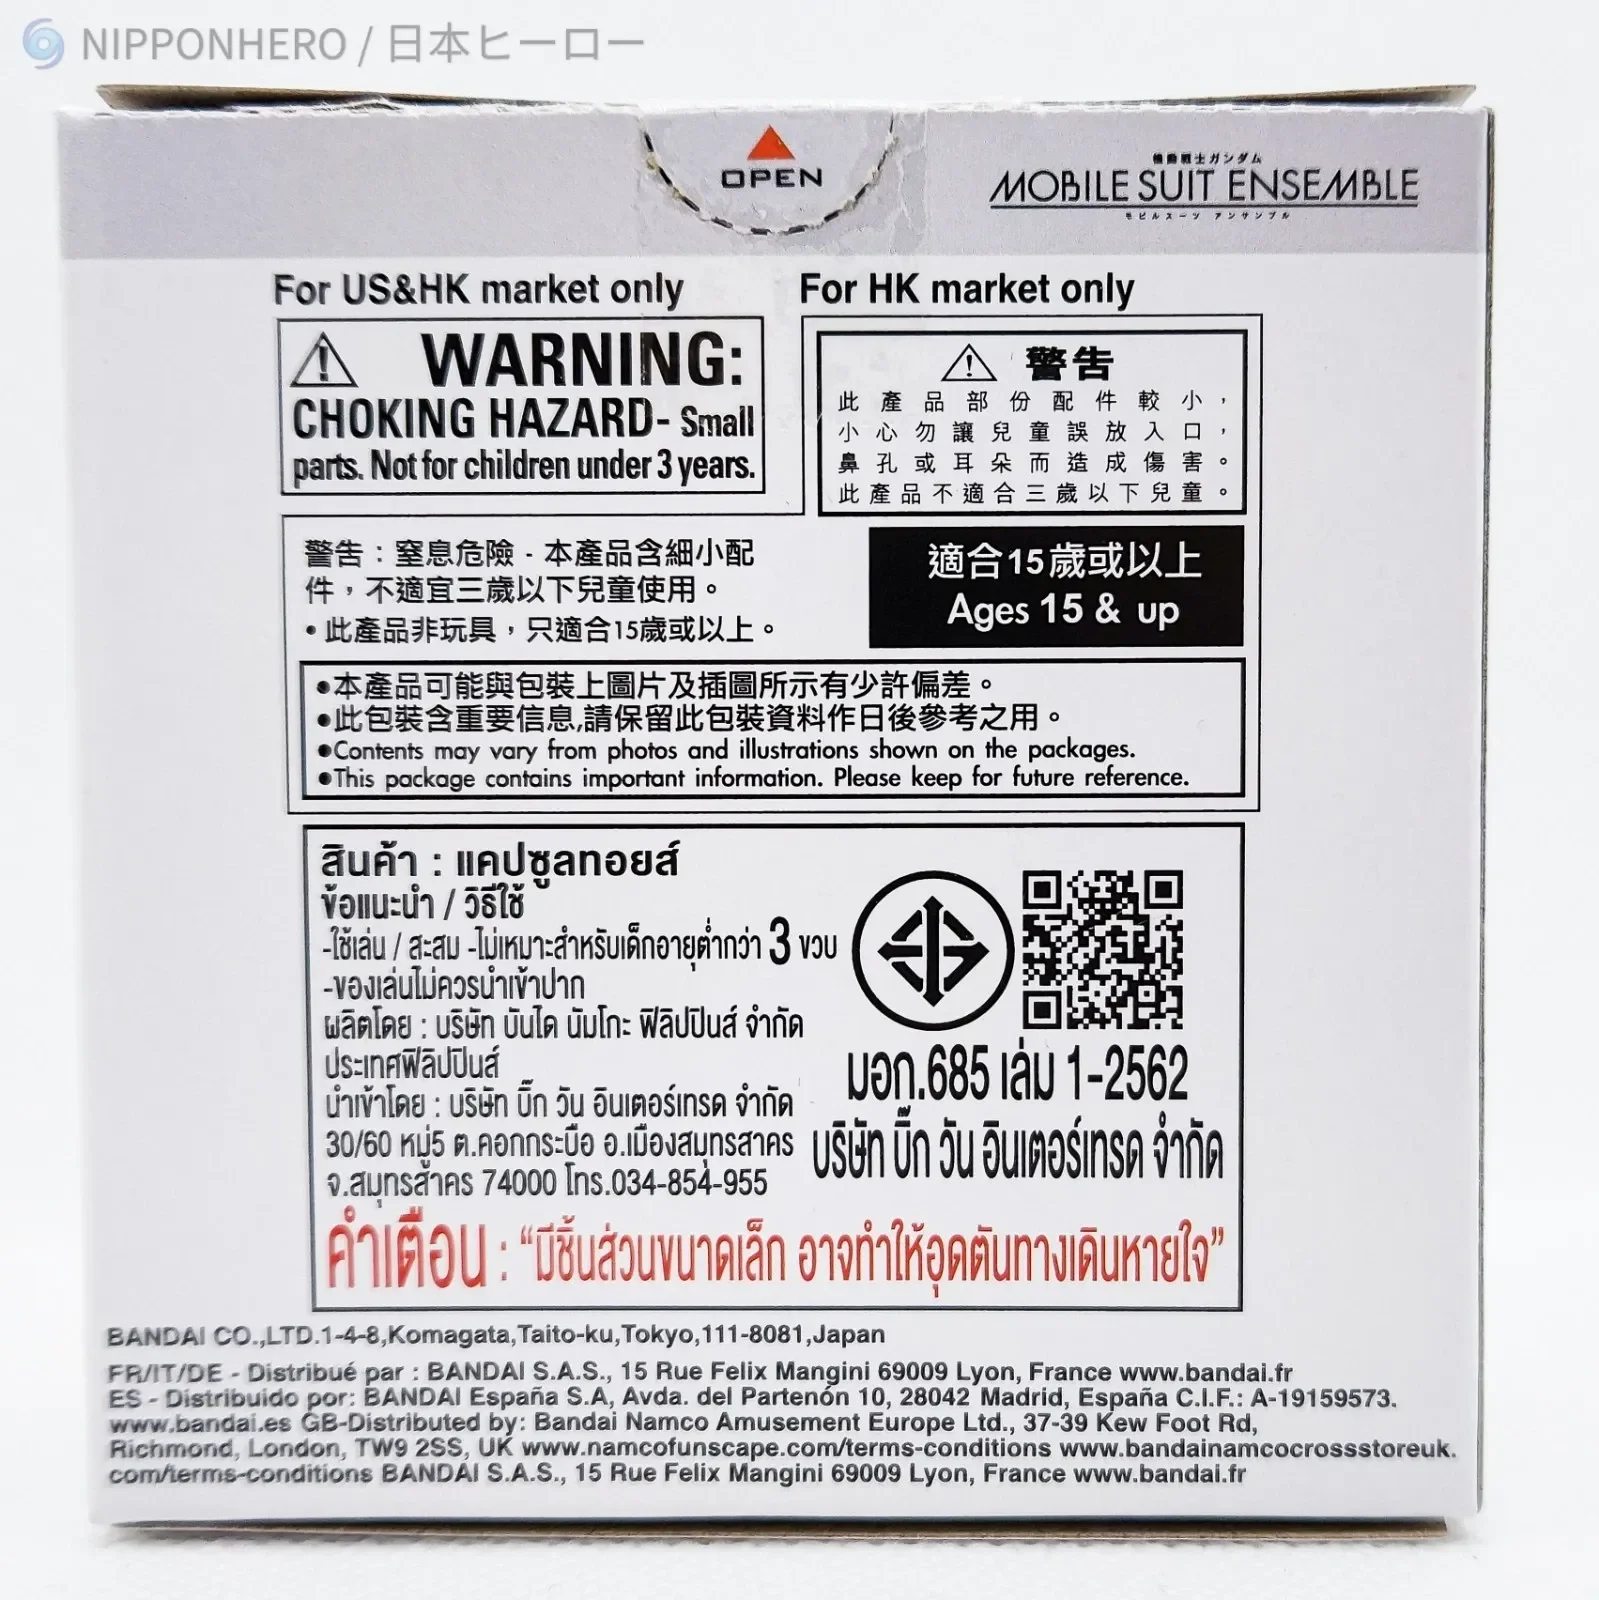 NIPPONHERO / 日本ヒーロー
OPEN
機動戦士ガンダム
MOBILE SUIT ENSEMBLE
モビルスーツ アンサンブル
For US&HK market only
WARNING:
CHOKING HAZARD- Small
parts. Not for children under 3 years.
For HK market only
警告
此產品部份配件較小，
小心勿讓兒童誤放入口，
鼻孔或耳朵而造成傷害。
此產品不適合三歲以下兒童。
警告：窒息危險 - 本產品含細小配
件，不適宜三歲以下兒童使用。
•此產品非玩具，只適合15歲或以上。
適合15歲或以上
Ages 15 & up
●本產品可能與包裝上圖片及插圖所示有少許偏差。
●此包裝含重要信息,請保留此包裝資料作日後參考之用。
●Contents may vary from photos and illustrations shown on the packages.
●This package contains important information. Please keep for future reference.
สินค้า : แคปซูลทอยส์
ข้อแนะนำ / วิธีใช้
-ใช้เล่น / สะสม -ไม่เหมาะสำหรับเด็กอายุต่ำกว่า 3 ขวบ
-ของเล่นไม่ควรนำเข้าปาก
ผลิตโดย : บริษัท บันได นัมโกะ ฟิลิปปินส์ จำกัด
ประเทศฟิลิปปินส์
นำเข้าโดย : บริษัท บิ๊ก วัน อินเตอร์เทรด จำกัด
30/60 หมู่5 ต.คอกกระบือ อ.เมืองสมุทรสาคร
จ.สมุทรสาคร 74000 โทร.034-854-955
มอก.685 เล่ม 1-2562
บริษัท บิ๊ก วัน อินเตอร์เทรด จำกัด
คำเตือน : “มีชิ้นส่วนขนาดเล็ก อาจทำให้อุดตันทางเดินหายใจ”
BANDAI CO.,LTD.1-4-8,Komagata,Taito-ku,Tokyo,111-8081,Japan
FR/IT/DE - Distribué par : BANDAI S.A.S., 15 Rue Felix Mangini 69009 Lyon, France www.bandai.fr
ES - Distribuido por: BANDAI España S.A, Avda. del Partenón 10, 28042 Madrid, España C.I.F.: A-19159573.
www.bandai.es GB-Distributed by: Bandai Namco Amusement Europe Ltd., 37-39 Kew Foot Rd,
Richmond, London, TW9 2SS, UK www.namcofunscape.com/terms-conditions www.bandainamcocrossstoreuk.
com/terms-conditions BANDAI S.A.S., 15 Rue Felix Mangini 69009 Lyon, France www.bandai.fr